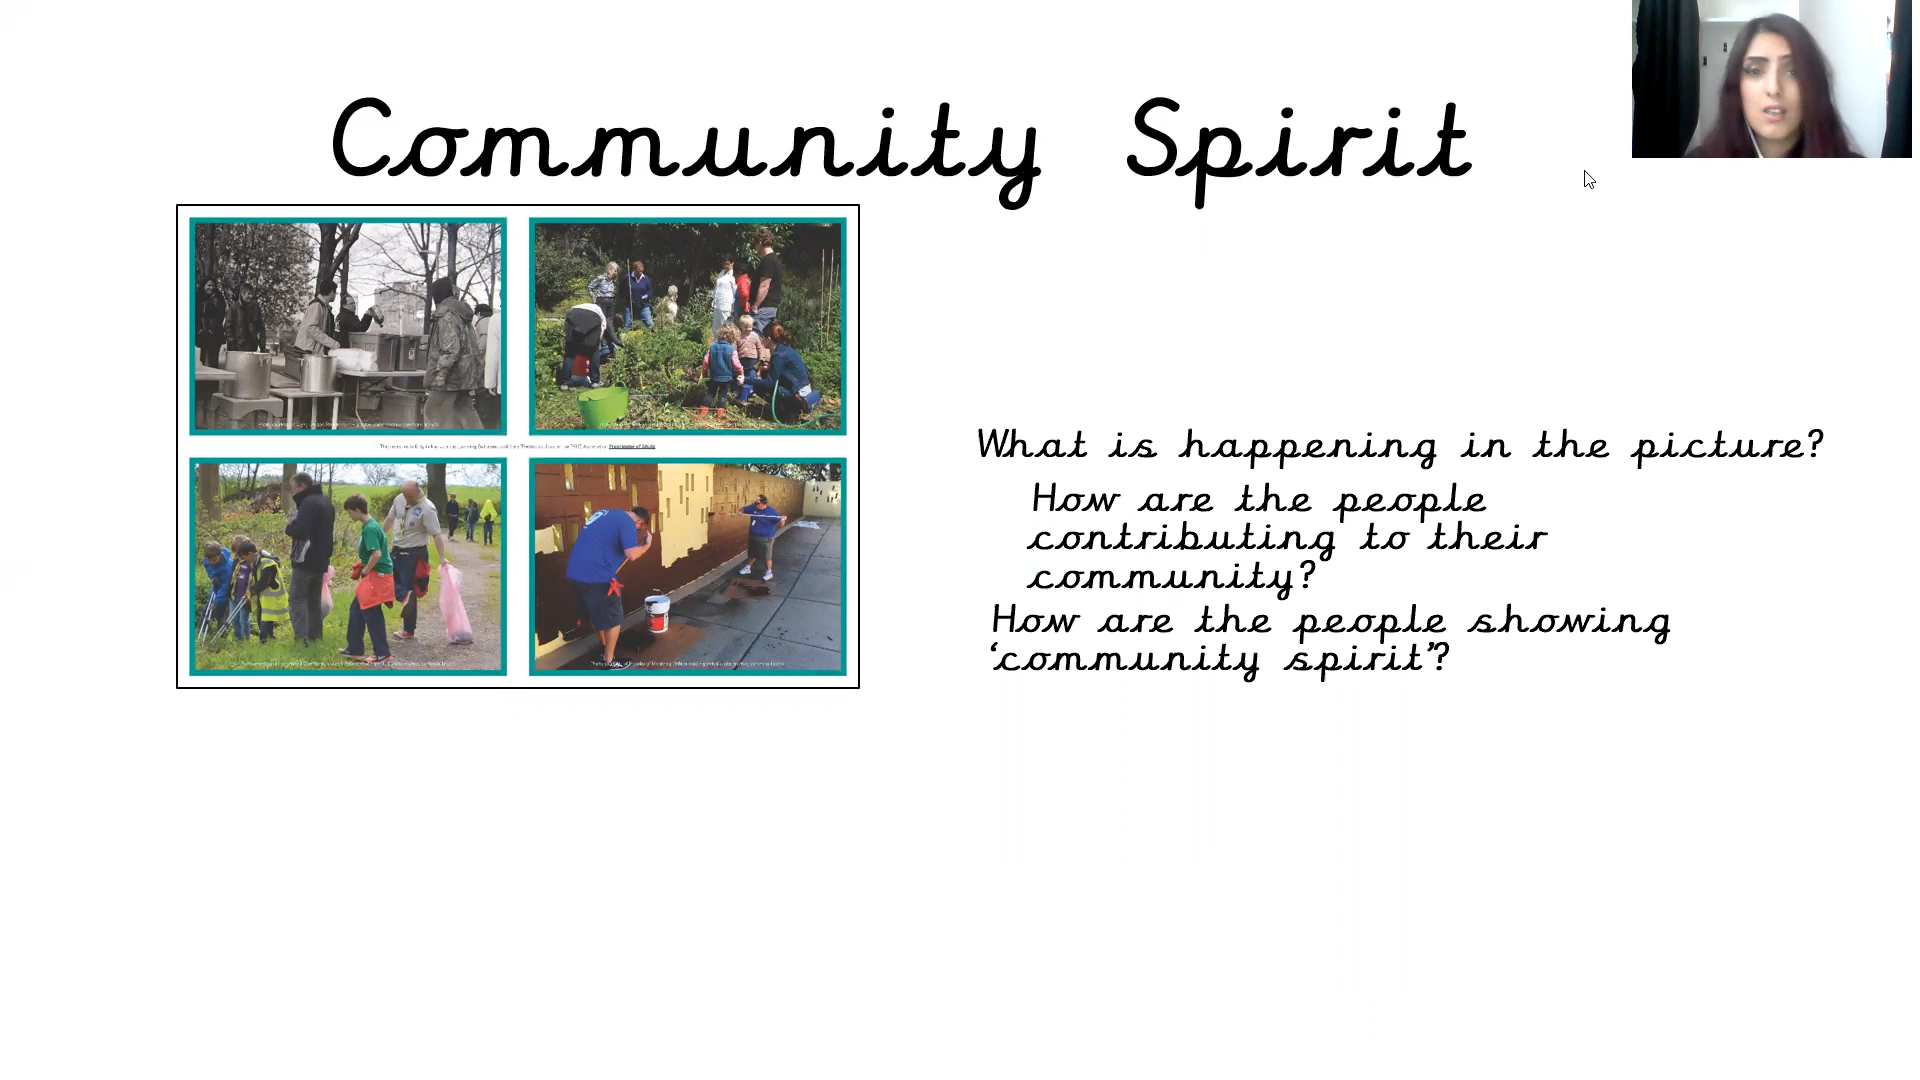 Community Spirit
What is happening in the picture?
How are the people
contributing to their
community?
How are the people showing
‘community spirit’?